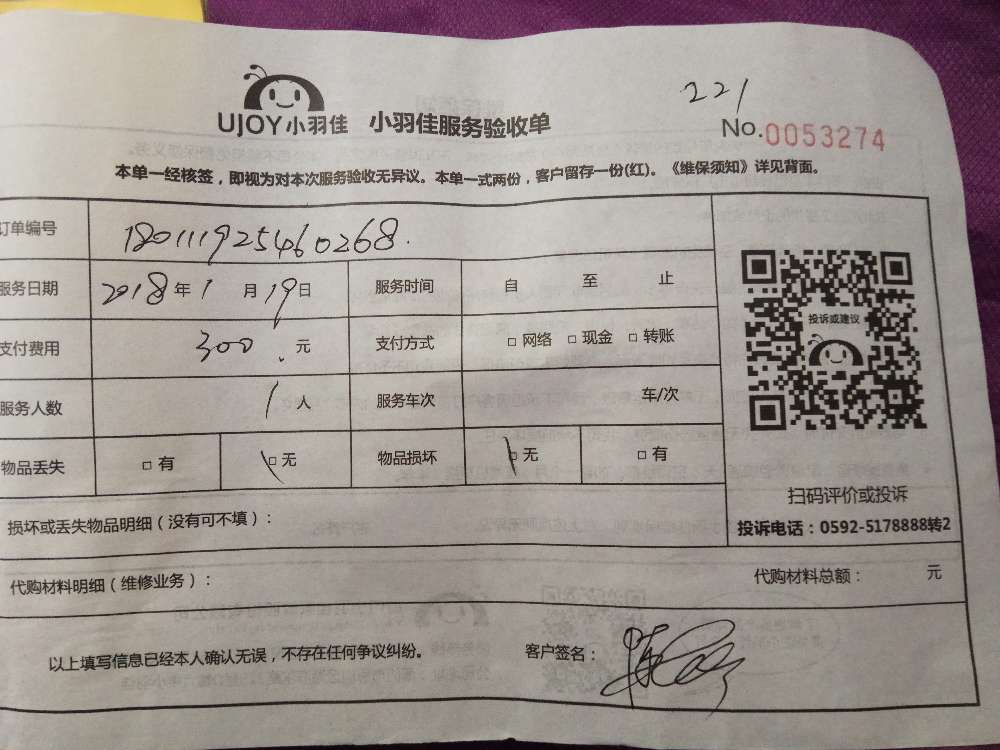 221
UJOY小羽佳 小羽佳服务验收单
No.0053274
本单一经核签，即视为对本次服务验收无异议。本单一式两份，客户留存一份(红)。《维保须知》详见背面。
订单编号 180111925460268.
服务日期 2018年1月19日 服务时间 自 至 止
支付费用 300.元 支付方式 □网络 □现金 □转账
服务人数 1人 服务车次 车/次
物品丢失 □有 □无 物品损坏 □无 □有
投诉或建议
扫码评价或投诉
投诉电话：0592-5178888转2
损坏或丢失物品明细（没有可不填）：
代购材料明细（维修业务）： 代购材料总额： 元
以上填写信息已经本人确认无误，不存在任何争议纠纷。 客户签名：